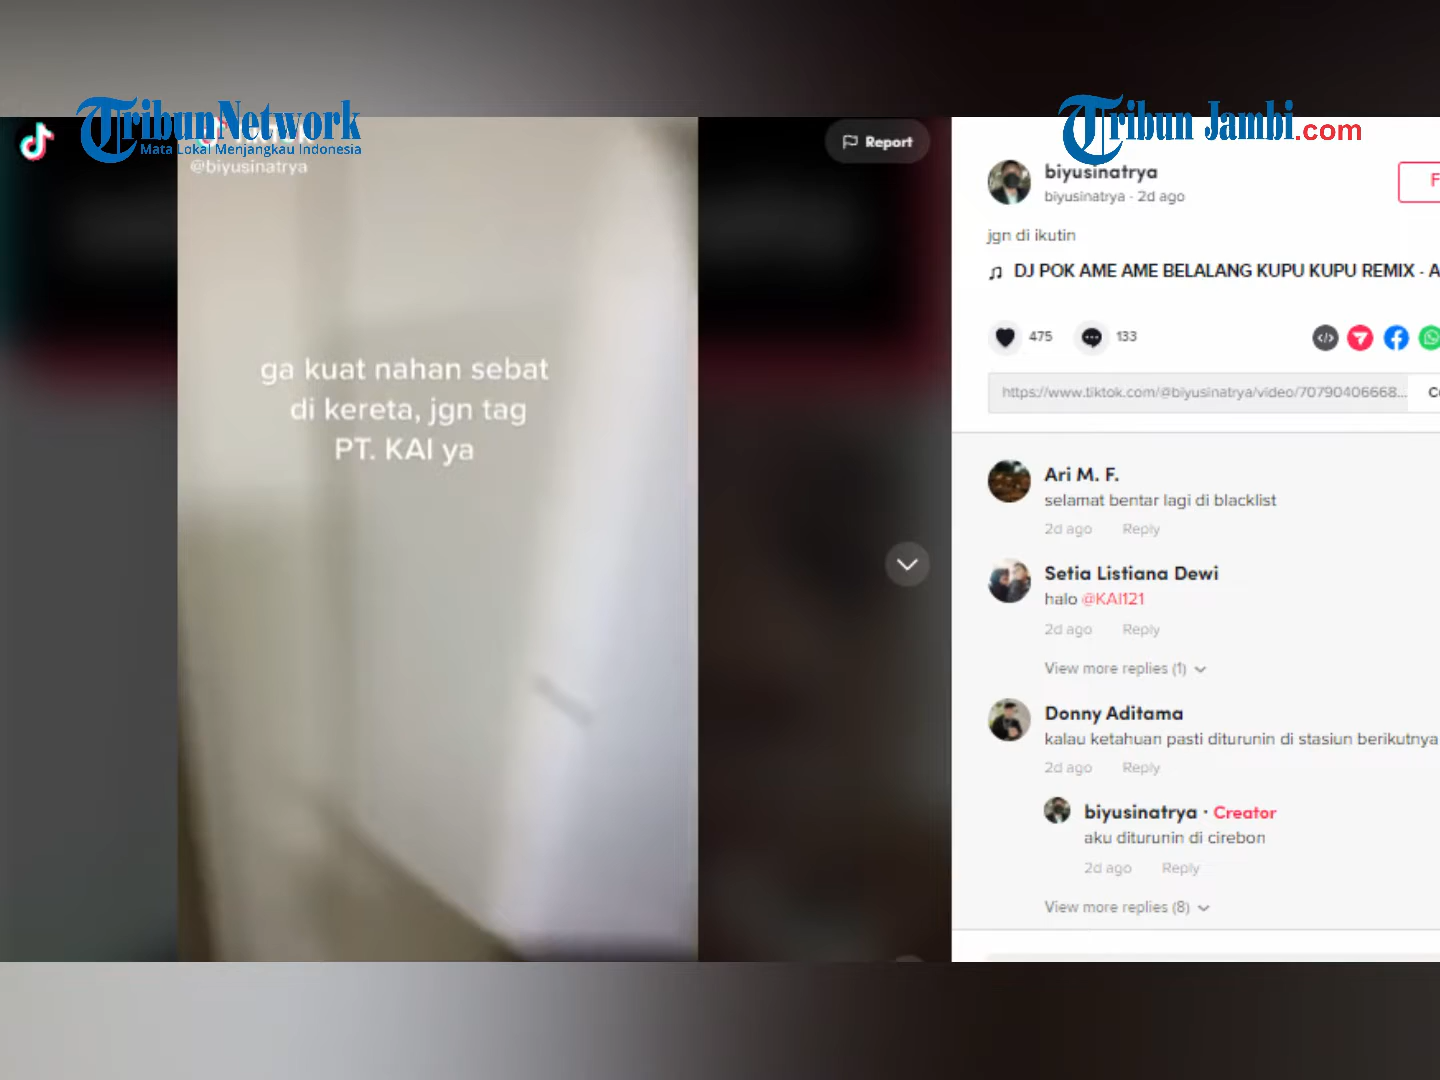 TribunNetwork
Mata Lokal Menjangkau Indonesia
@biyusinatrya
Report
ga kuat nahan sebat
di kereta, jgn tag
PT. KAI ya
Tribun Jambi.com
biyusinatrya
biyusinatrya · 2d ago
F
jgn di ikutin
DJ POK AME AME BELALANG KUPU KUPU REMIX - A
475
133
https://www.tiktok.com/@biyusinatrya/video/70790406668...
Ari M. F.
selamat bentar lagi di blacklist
2d ago Reply
Setia Listiana Dewi
halo @KAI121
2d ago Reply
View more replies (1)
Donny Aditama
kalau ketahuan pasti diturunin di stasiun berikutnya
2d ago Reply
biyusinatrya · Creator
aku diturunin di cirebon
2d ago Reply
View more replies (8)